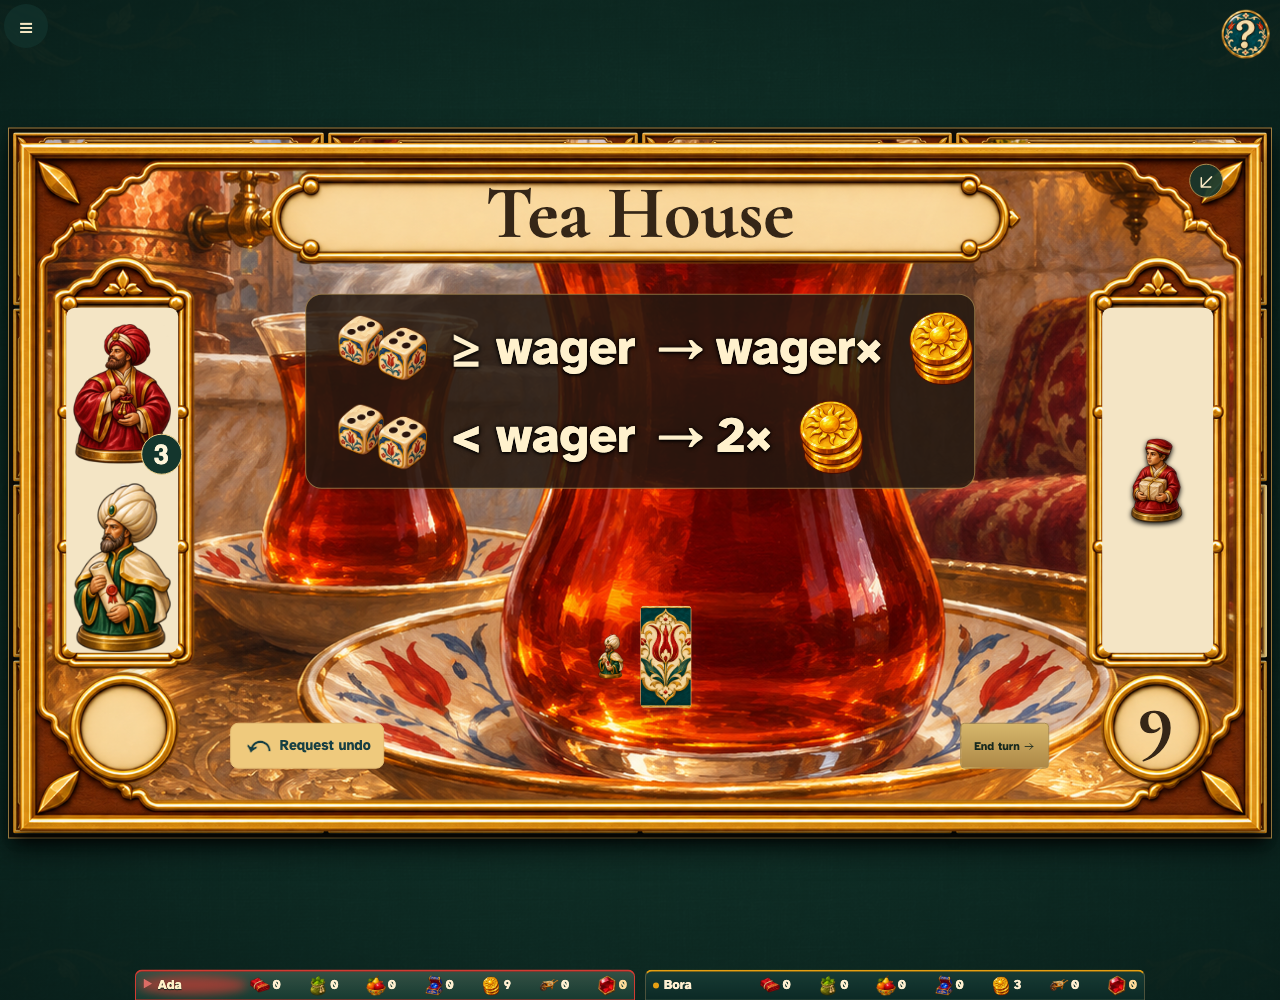 ?
Tea House
≥ wager → wager×
< wager → 2×
3
9
Request undo
End turn →
Ada 0 0 0 0 9 0 0
Bora 0 0 0 0 3 0 0